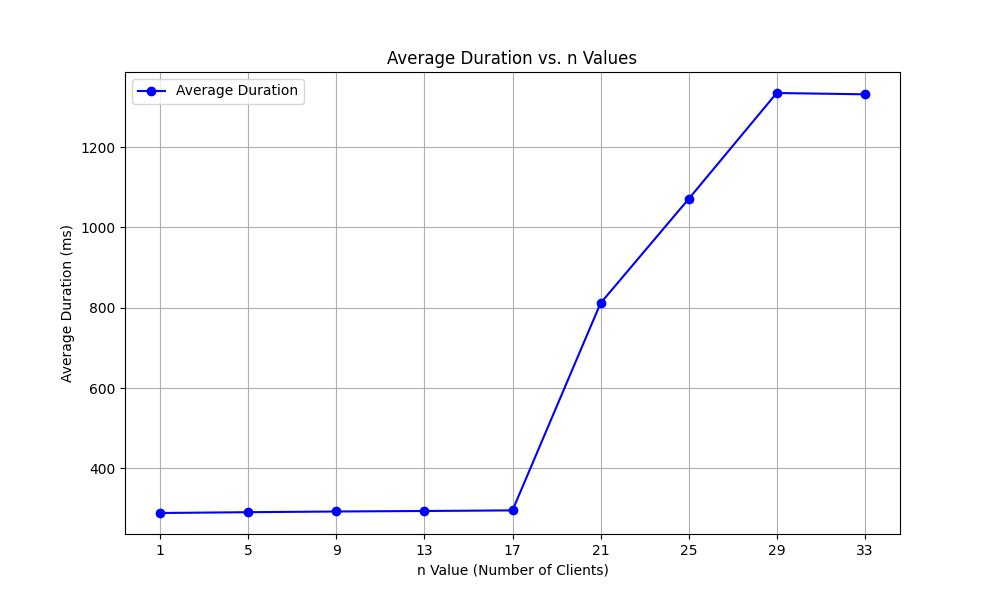 Average Duration vs. n Values
Average Duration
1200
1000
800
600
400
Average Duration (ms)
1 5 9 13 17 21 25 29 33
n Value (Number of Clients)